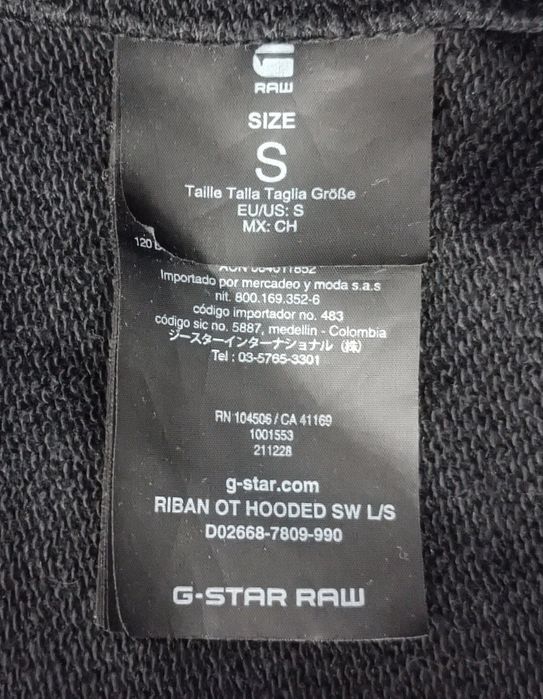 RAW
SIZE
S
Taille Talla Taglia Größe
EU/US: S
MX: CH
120
Importado por mercadeo y moda s.a.s
nit. 800.169.352-6
código importador no. 483
código sic no. 5887, medellin - Colombia
ジースターインターナショナル (株)
Tel : 03-5765-3301
RN 104506 / CA 41169
1001553
211228
g-star.com
RIBAN OT HOODED SW L/S
D02668-7809-990
G-STAR RAW